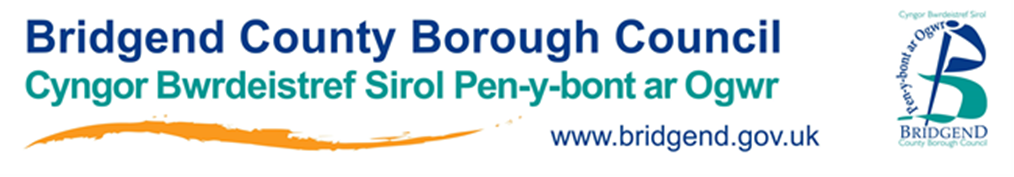 Bridgend County Borough Council
Cyngor Bwrdeistref Sirol Pen-y-bont ar Ogwr
www.bridgend.gov.uk
Cyngor Bwrdeistref Sirol
Pen-y-bont ar Ogwr
BRIDGEND
County Borough Council